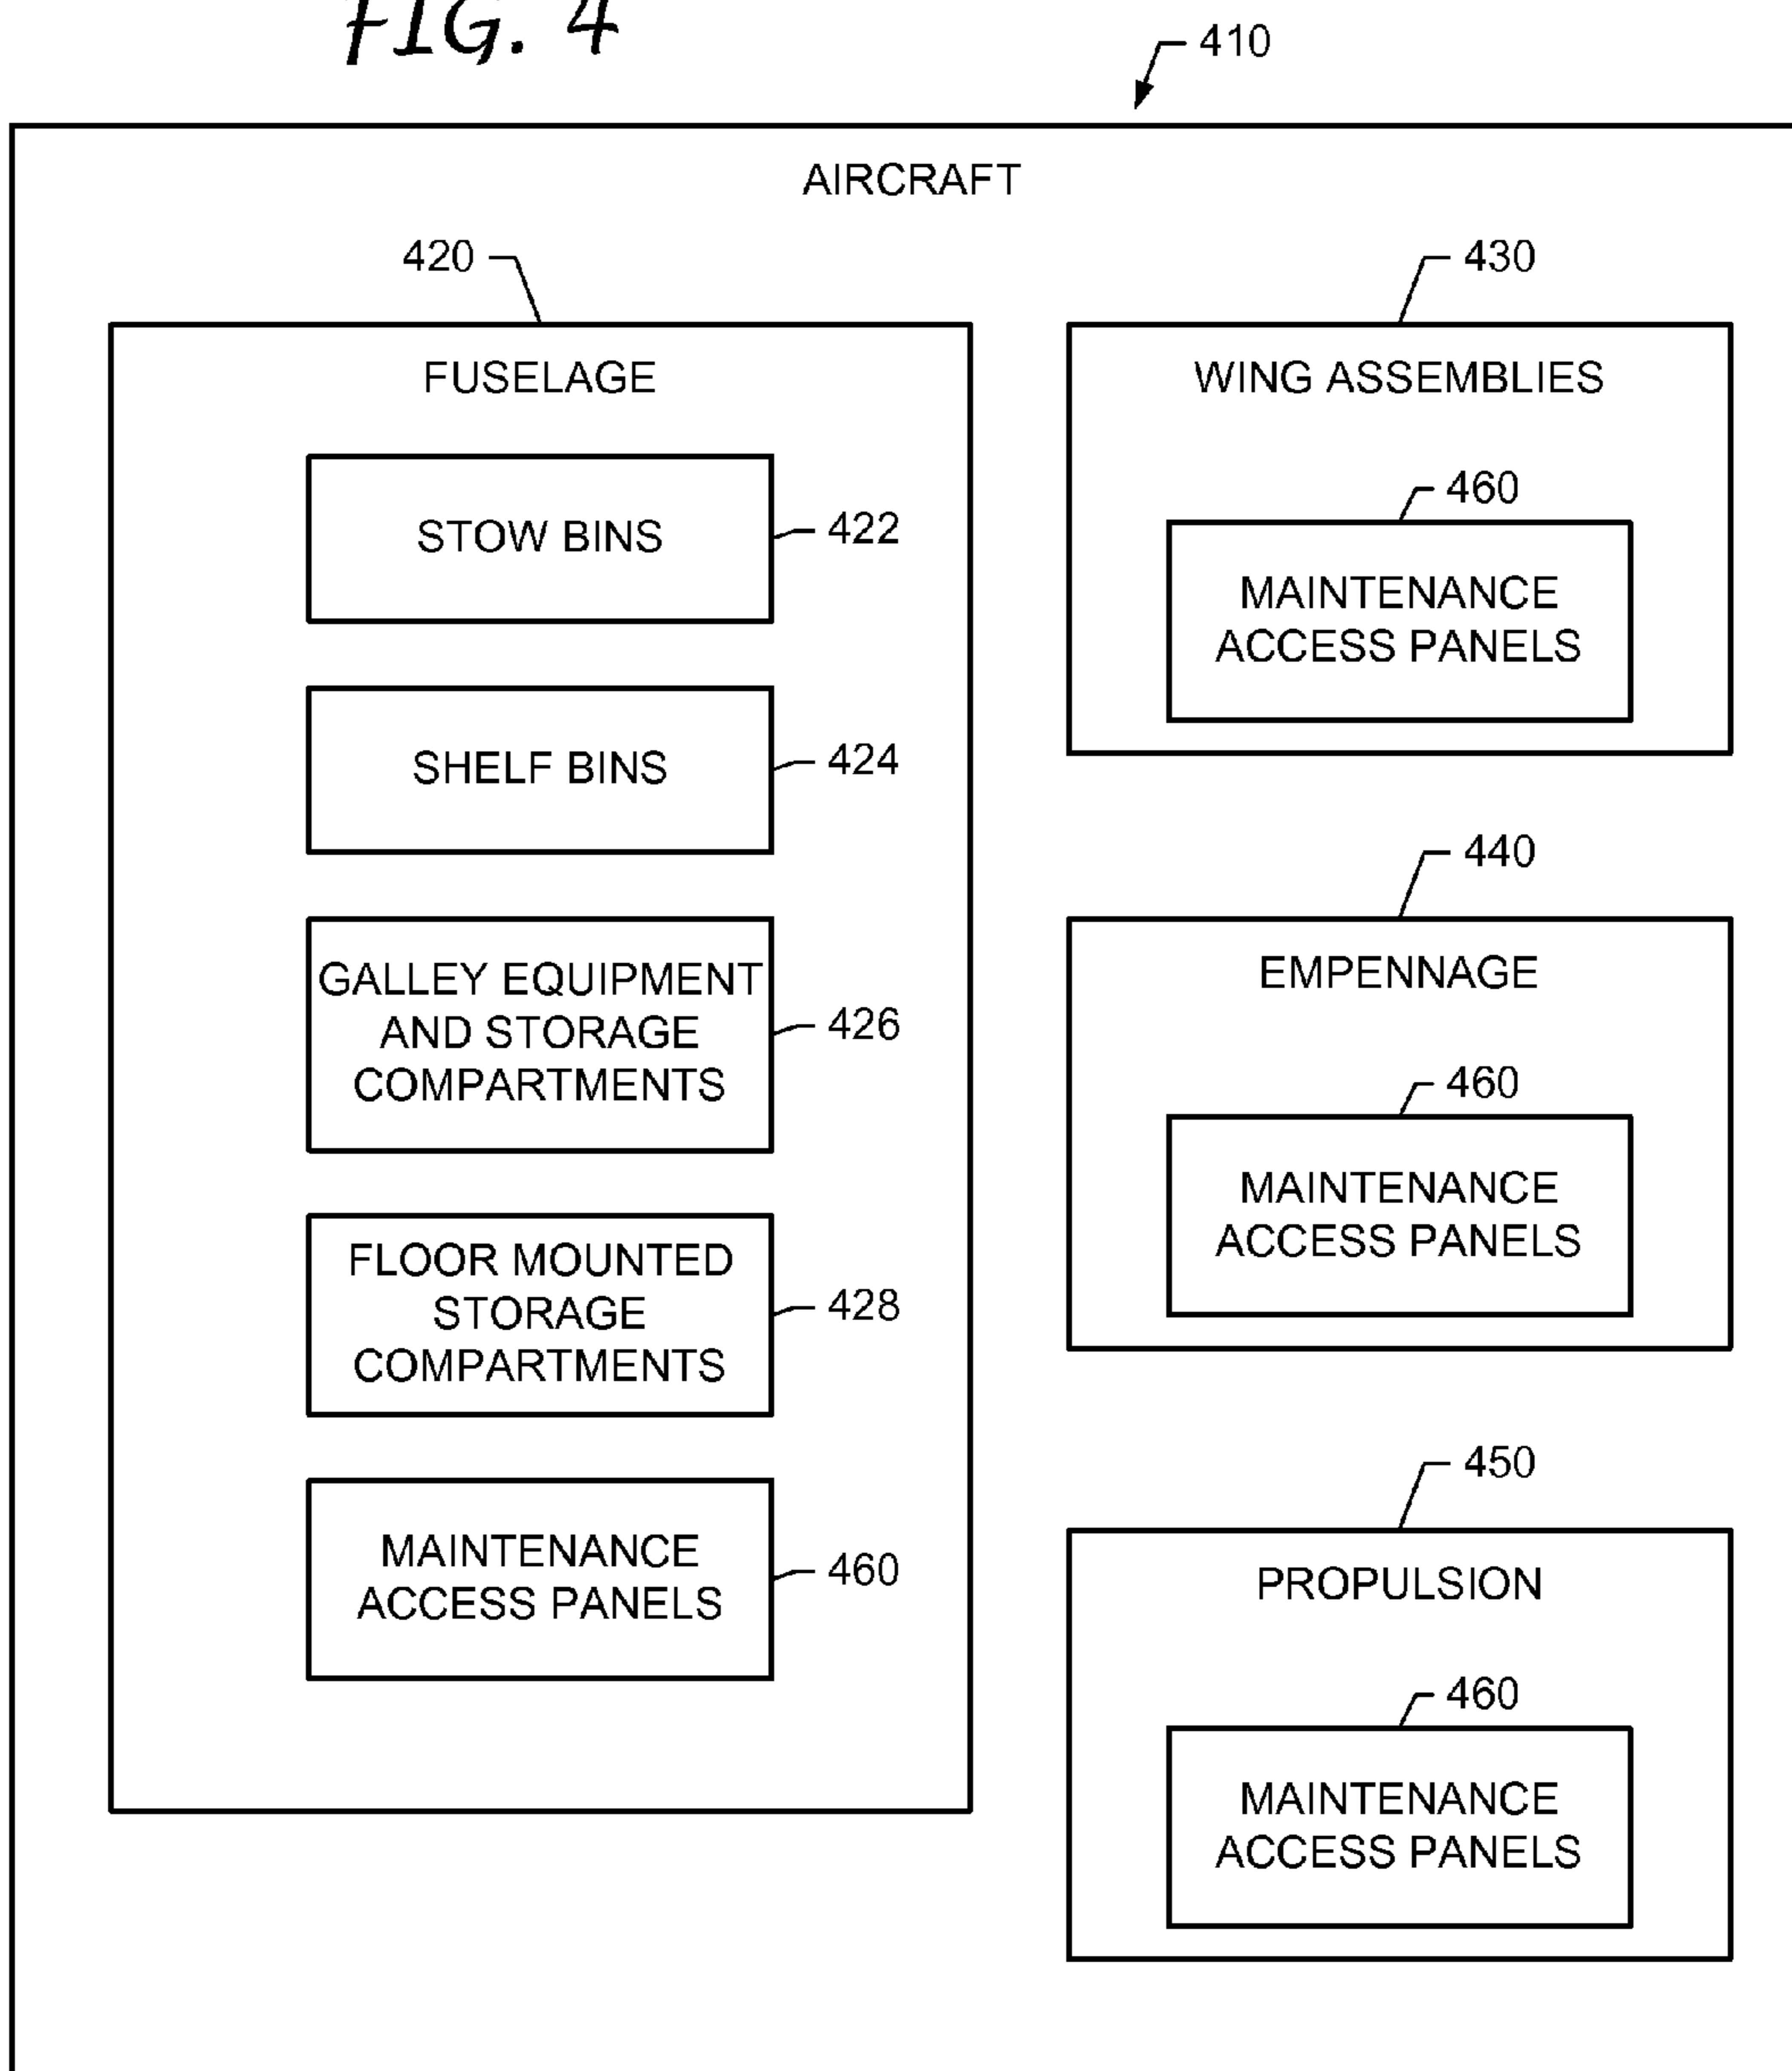 FIG. 4
410
AIRCRAFT
420
FUSELAGE
STOW BINS
422
SHELF BINS
424
GALLEY EQUIPMENT
AND STORAGE
COMPARTMENTS
426
FLOOR MOUNTED
STORAGE
COMPARTMENTS
428
MAINTENANCE
ACCESS PANELS
460
430
WING ASSEMBLIES
460
MAINTENANCE
ACCESS PANELS
440
EMPENNAGE
460
MAINTENANCE
ACCESS PANELS
450
PROPULSION
460
MAINTENANCE
ACCESS PANELS